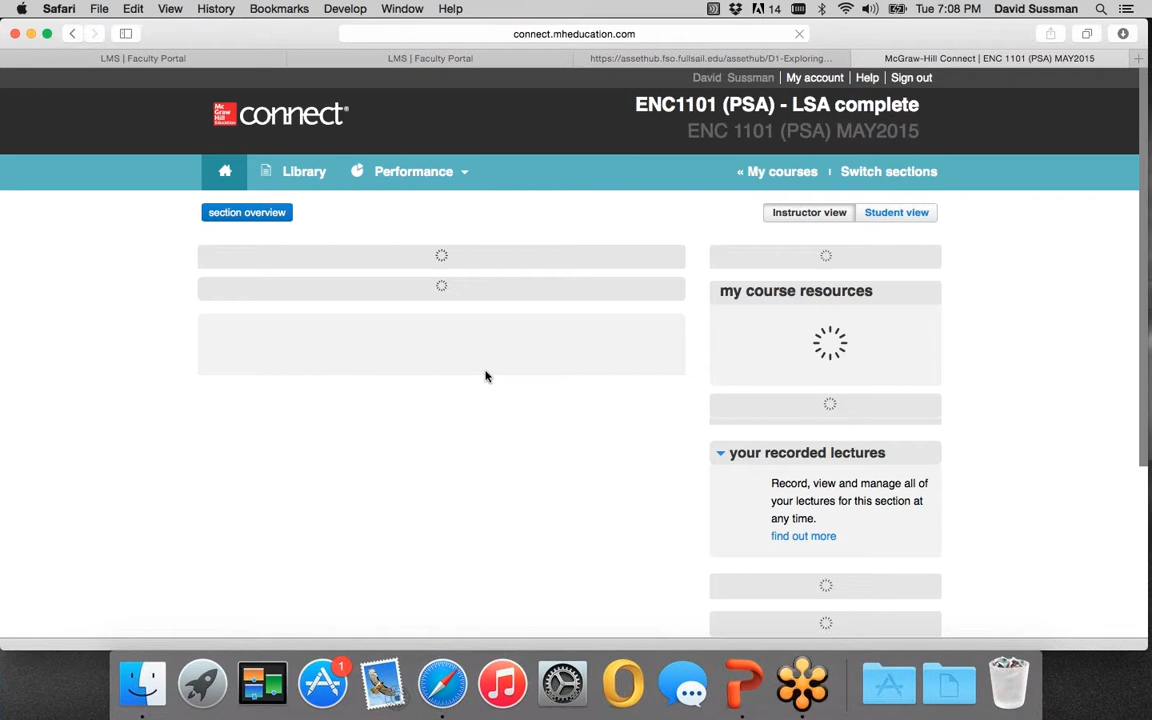 Safari File Edit View History Bookmarks Develop Window Help 14 Tue 7:08 PM David Sussman
connect.mheducation.com
LMS | Faculty Portal LMS | Faculty Portal https://assethub.fso.fullsail.edu/assethub/D1-Exploring... McGraw-Hill Connect | ENC 1101 (PSA) MAY2015
David Sussman My account Help Sign out
Mc Graw Hill Education connect® ENC1101 (PSA) - LSA complete
ENC 1101 (PSA) MAY2015
Library Performance « My courses Switch sections
section overview Instructor view Student view
my course resources
your recorded lectures
Record, view and manage all of
your lectures for this section at
any time.
find out more
1